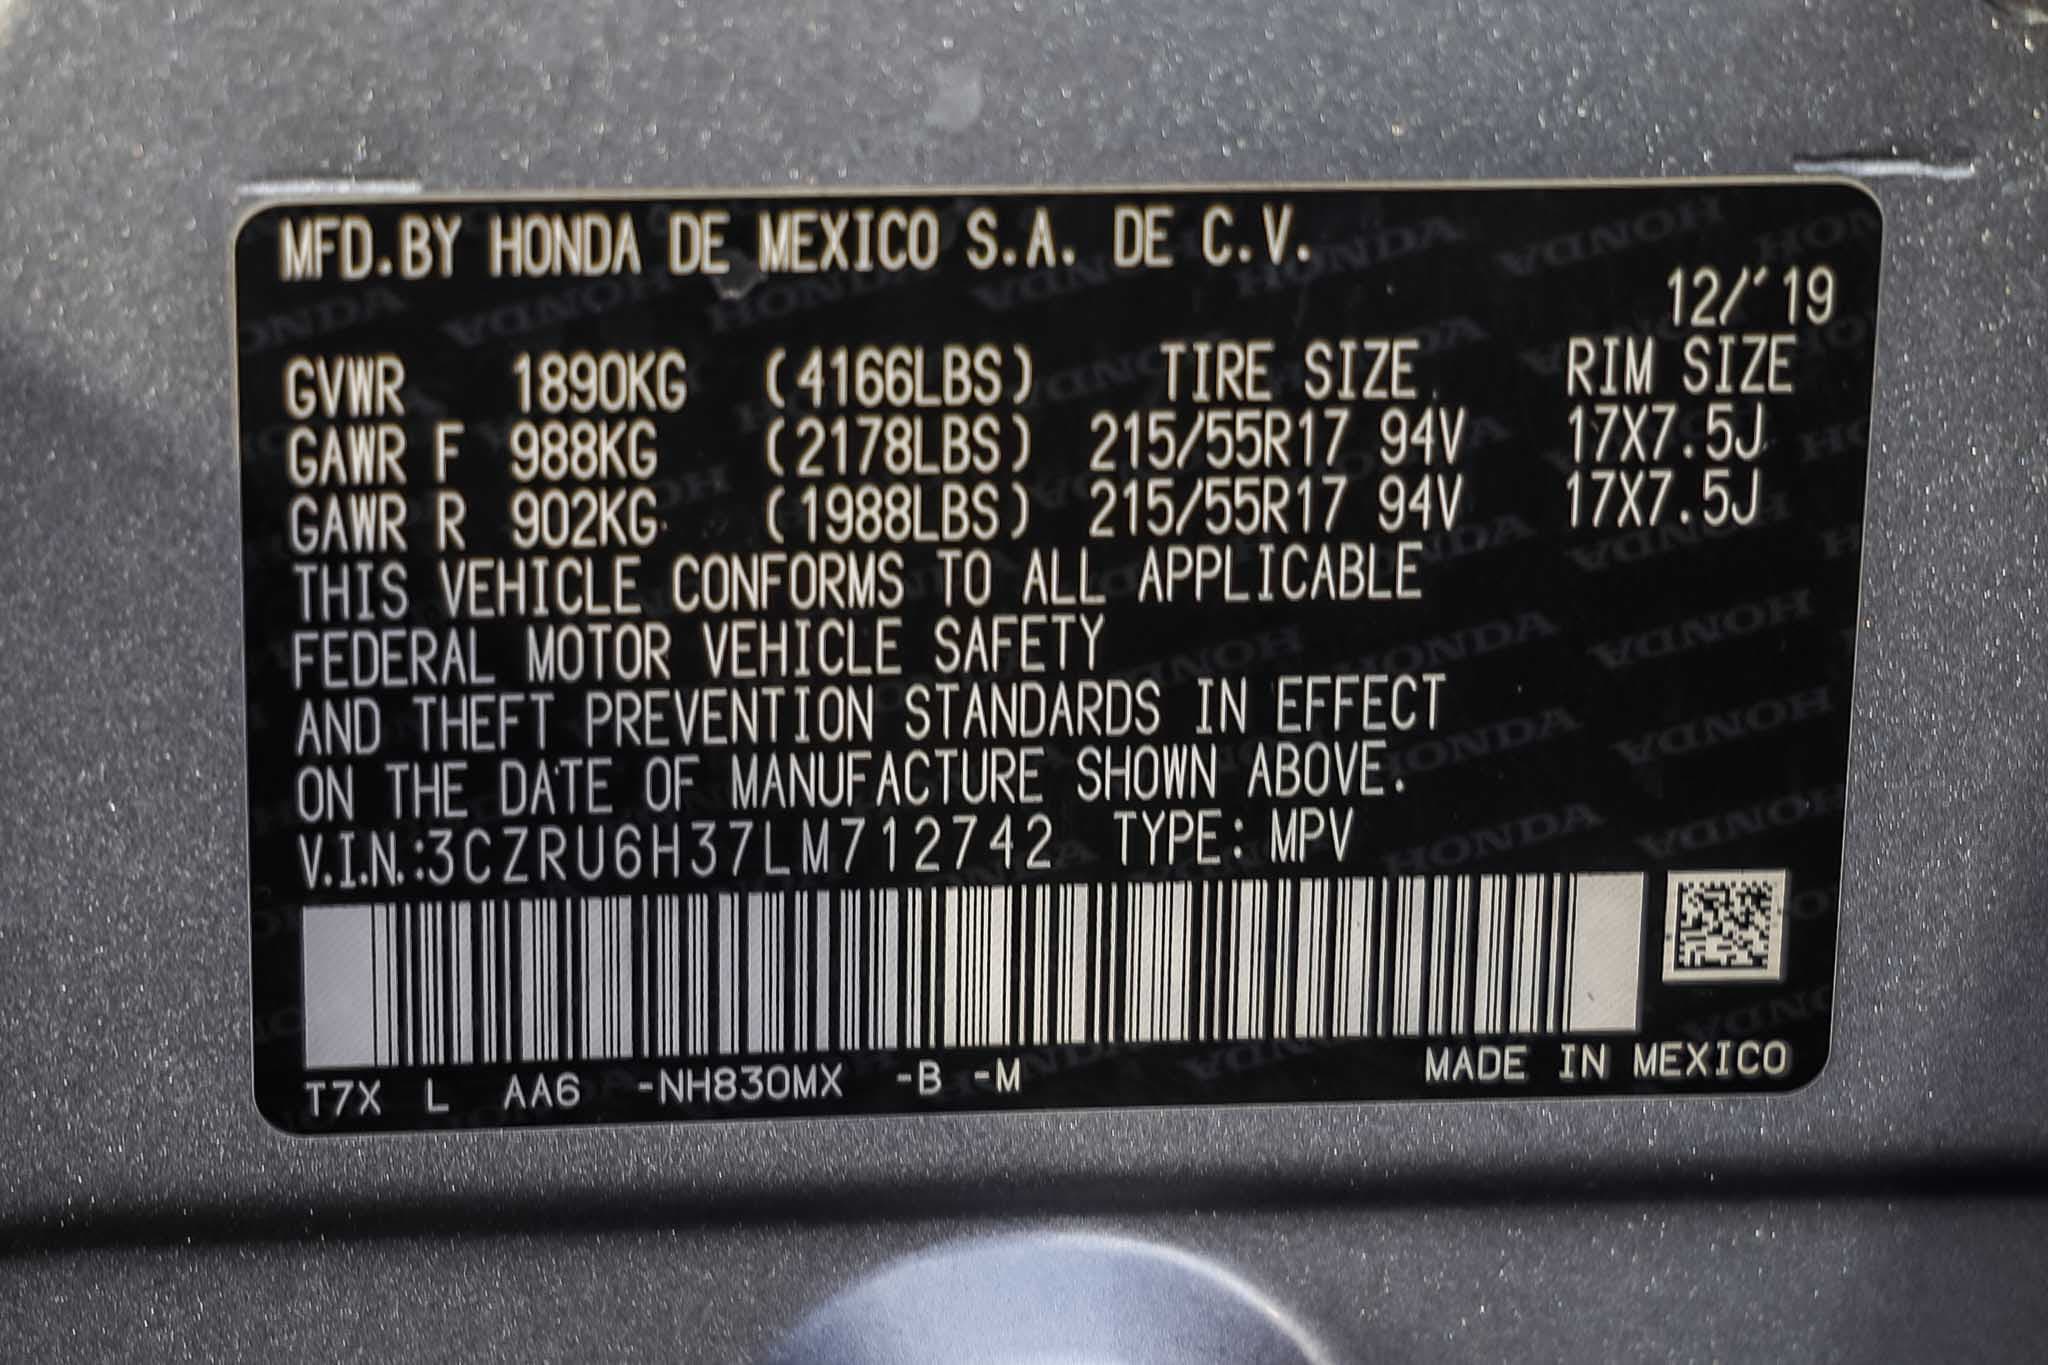 MFD.BY HONDA DE MEXICO S.A. DE C.V.
12/'19
GVWR 1890KG (4166LBS) TIRE SIZE RIM SIZE
GAWR F 988KG (2178LBS) 215/55R17 94V 17X7.5J
GAWR R 902KG (1988LBS) 215/55R17 94V 17X7.5J
THIS VEHICLE CONFORMS TO ALL APPLICABLE
FEDERAL MOTOR VEHICLE SAFETY
AND THEFT PREVENTION STANDARDS IN EFFECT
ON THE DATE OF MANUFACTURE SHOWN ABOVE.
V.I.N.:3CZRU6H37LM712742 TYPE: MPV
T7X L AA6 -NH830MX -B -M MADE IN MEXICO